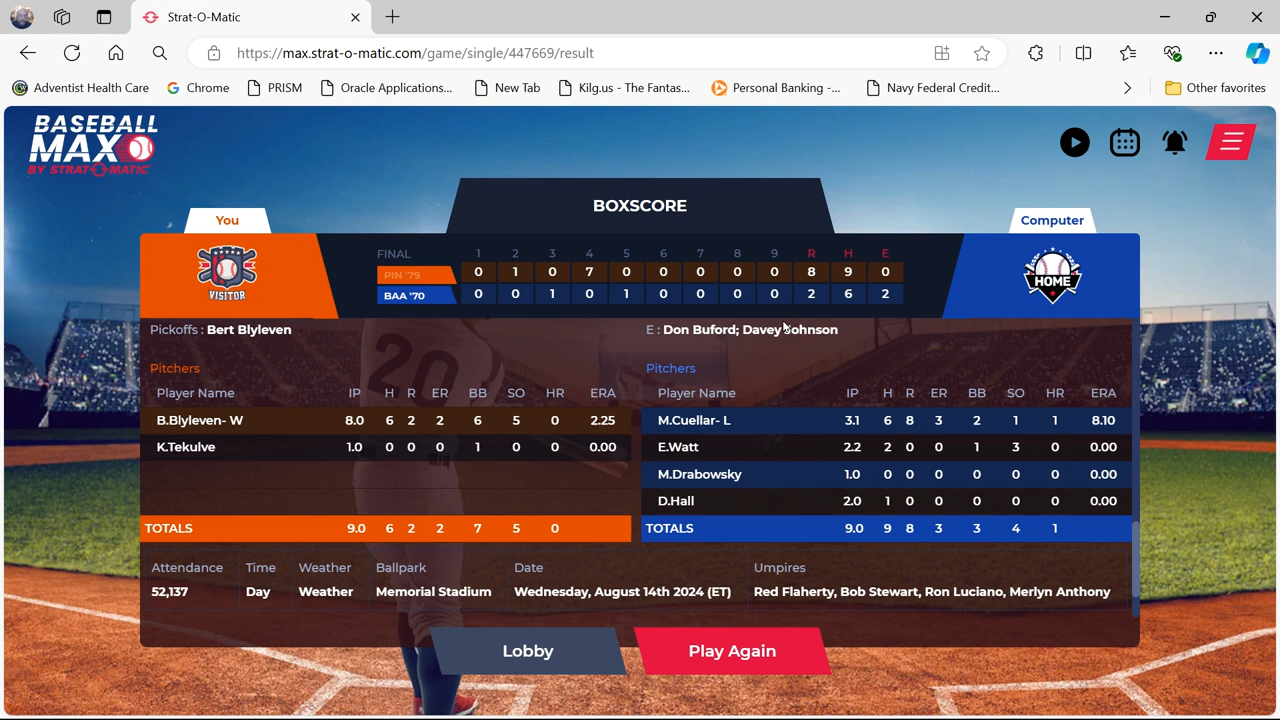 Strat-O-Matic
https://max.strat-o-matic.com/game/single/447669/result
Adventist Health Care
Chrome
PRISM
Oracle Applications...
New Tab
Kilg.us - The Fantas...
Personal Banking -...
Navy Federal Credit...
Other favorites
BASEBALL
MAX
BY STRAT-O-MATIC
BOXSCORE
You
Computer
VISITOR
HOME
FINAL 1 2 3 4 5 6 7 8 9 R H E
PIN '79 0 1 0 7 0 0 0 0 0 8 9 0
BAA '70 0 0 1 0 1 0 0 0 0 2 6 2
20
Pickoffs : Bert Blyleven
Pitchers
Player Name IP H R ER BB SO HR ERA
B.Blyleven- W 8.0 6 2 2 6 5 0 2.25
K.Tekulve 1.0 0 0 0 1 0 0 0.00
TOTALS 9.0 6 2 2 7 5 0
E : Don Buford; Davey Johnson
Pitchers
Player Name IP H R ER BB SO HR ERA
M.Cuellar- L 3.1 6 8 3 2 1 1 8.10
E.Watt 2.2 2 0 0 1 3 0 0.00
M.Drabowsky 1.0 0 0 0 0 0 0 0.00
D.Hall 2.0 1 0 0 0 0 0 0.00
TOTALS 9.0 9 8 3 3 4 1
Attendance Time Weather Ballpark Date Umpires
52,137 Day Weather Memorial Stadium Wednesday, August 14th 2024 (ET) Red Flaherty, Bob Stewart, Ron Luciano, Merlyn Anthony
Lobby
Play Again